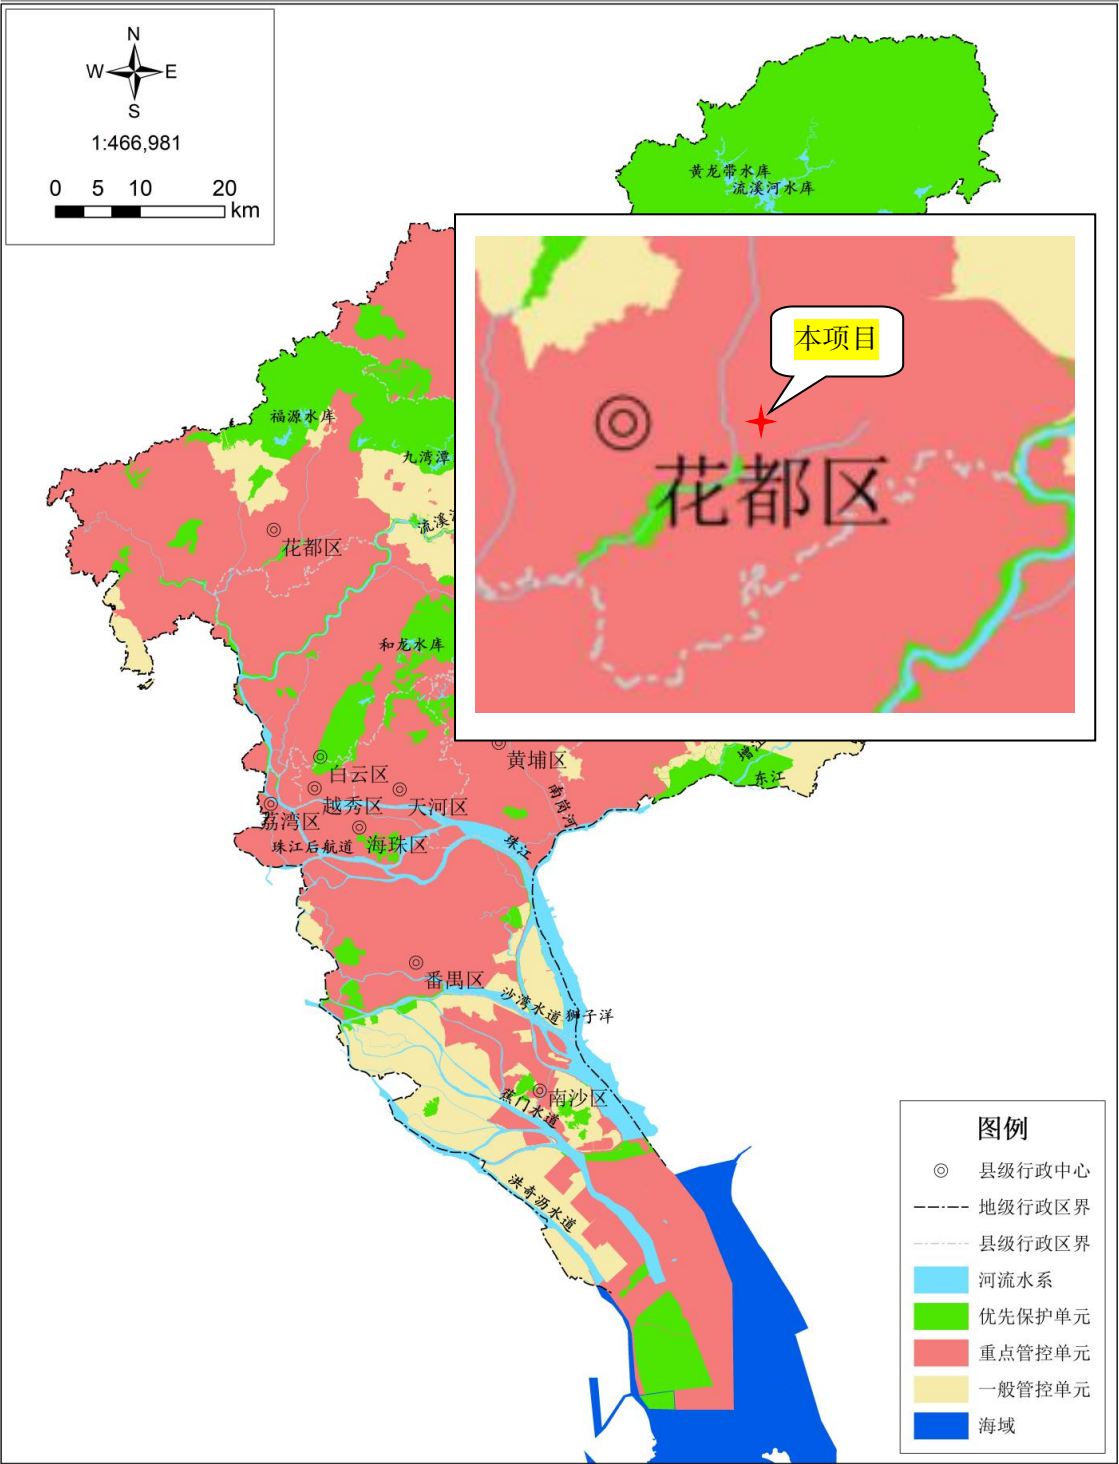 N
W E
S
1:466,981
0 5 10 20
km
黄龙带水库
流溪河水库
本项目
花都区
福源水库
九湾潭
流溪
花都区
和龙水库
黄埔区
增江
东江
白云区
南岗河
越秀区
天河区
荔湾区
海珠区
珠江后航道
珠江
番禺区
沙湾水道
狮子洋
南沙区
蕉门水道
洪奇沥水道
图例
县级行政中心
地级行政区界
县级行政区界
河流水系
优先保护单元
重点管控单元
一般管控单元
海域